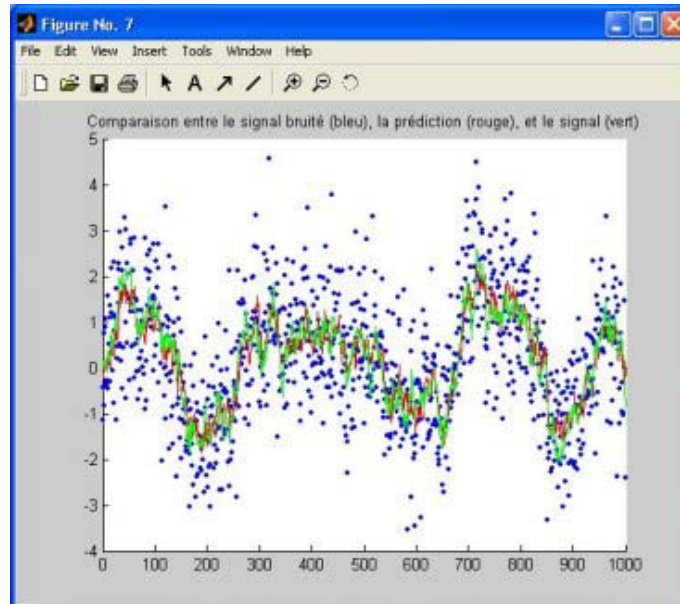 Figure No. 7
File Edit View Insert Tools Window Help
A
Comparaison entre le signal bruité (bleu), la prédiction (rouge), et le signal (vert)
5
4
3
2
1
0
-1
-2
-3
-4
0 100 200 300 400 500 600 700 800 900 1000